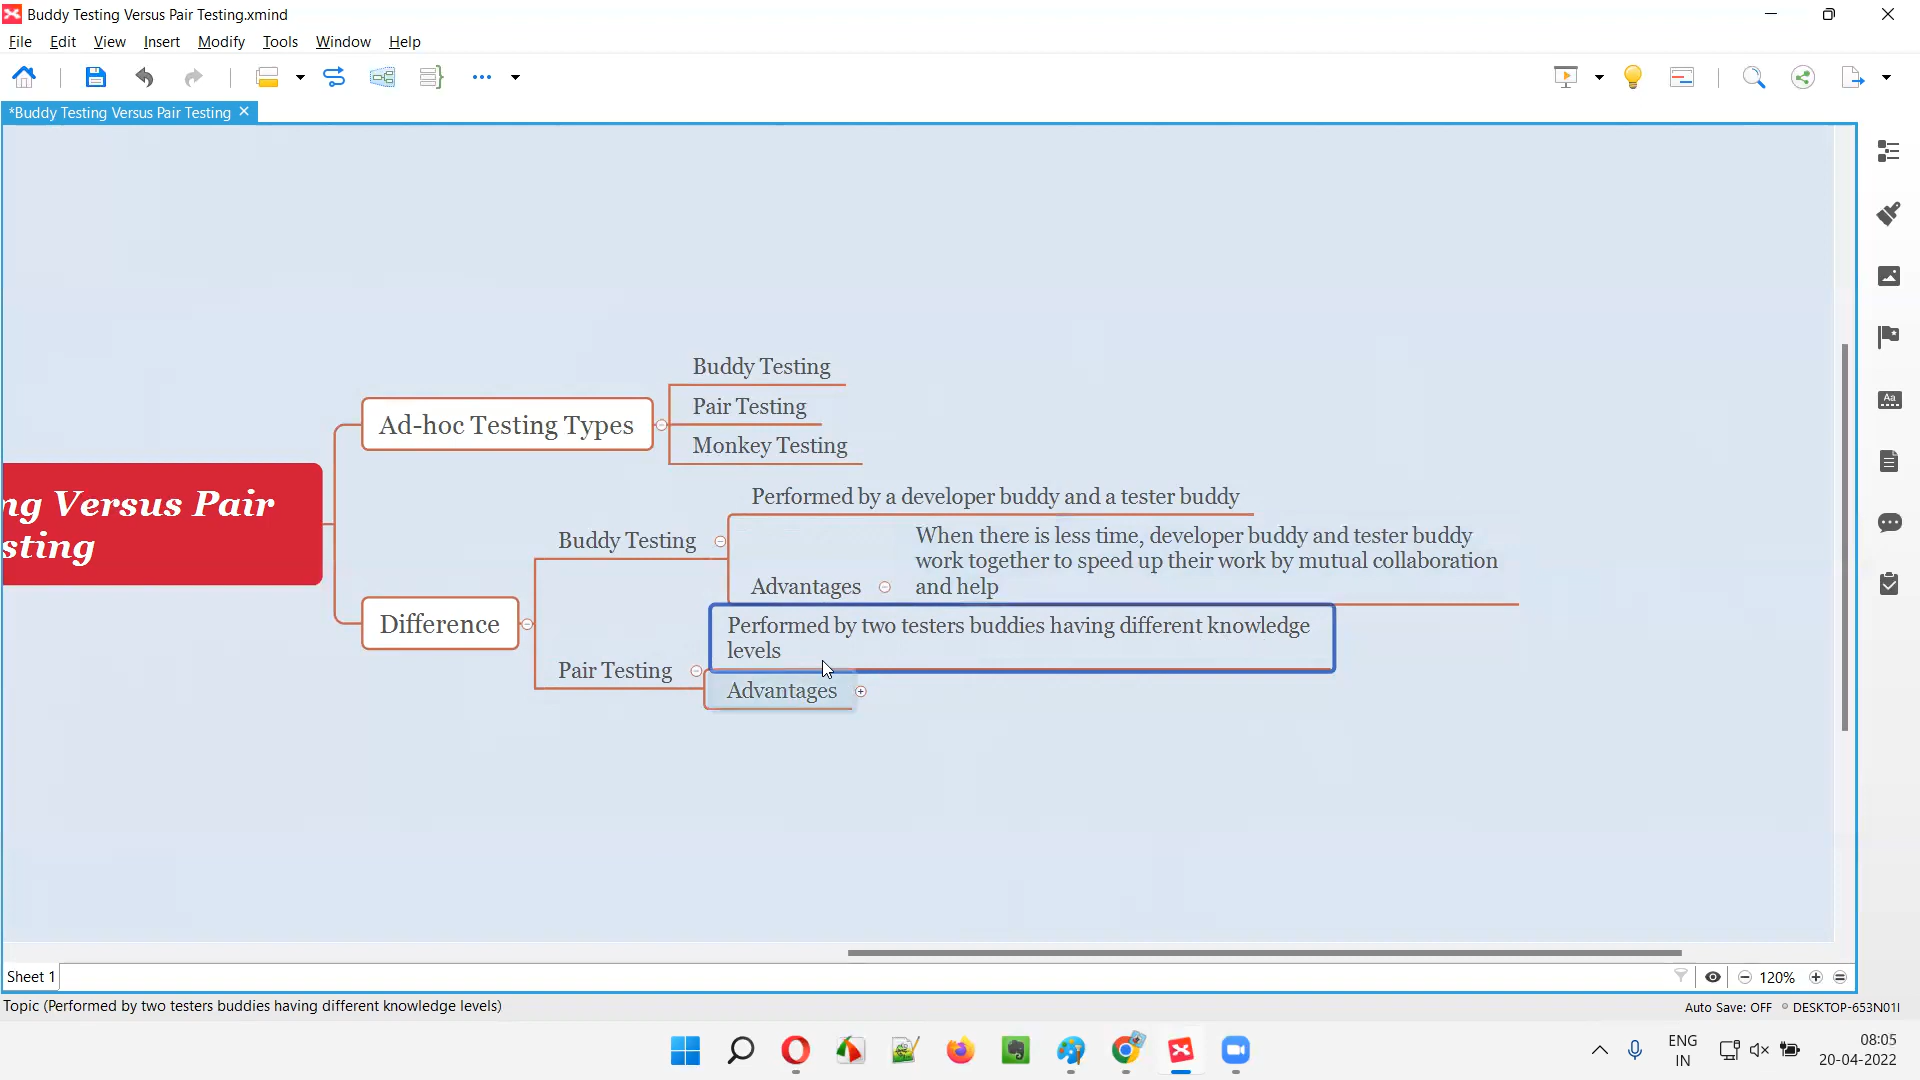 Buddy Testing Versus Pair Testing.xmind
File Edit View Insert Modify Tools Window Help
*Buddy Testing Versus Pair Testing
ng Versus Pair
sting
Ad-hoc Testing Types
Buddy Testing
Pair Testing
Monkey Testing
Difference
Buddy Testing
Performed by a developer buddy and a tester buddy
Advantages
When there is less time, developer buddy and tester buddy
work together to speed up their work by mutual collaboration
and help
Pair Testing
Performed by two testers buddies having different knowledge
levels
Advantages
Aa
Sheet 1
120%
Topic (Performed by two testers buddies having different knowledge levels)
Auto Save: OFF
DESKTOP-653N01I
ENG
IN
08:05
20-04-2022